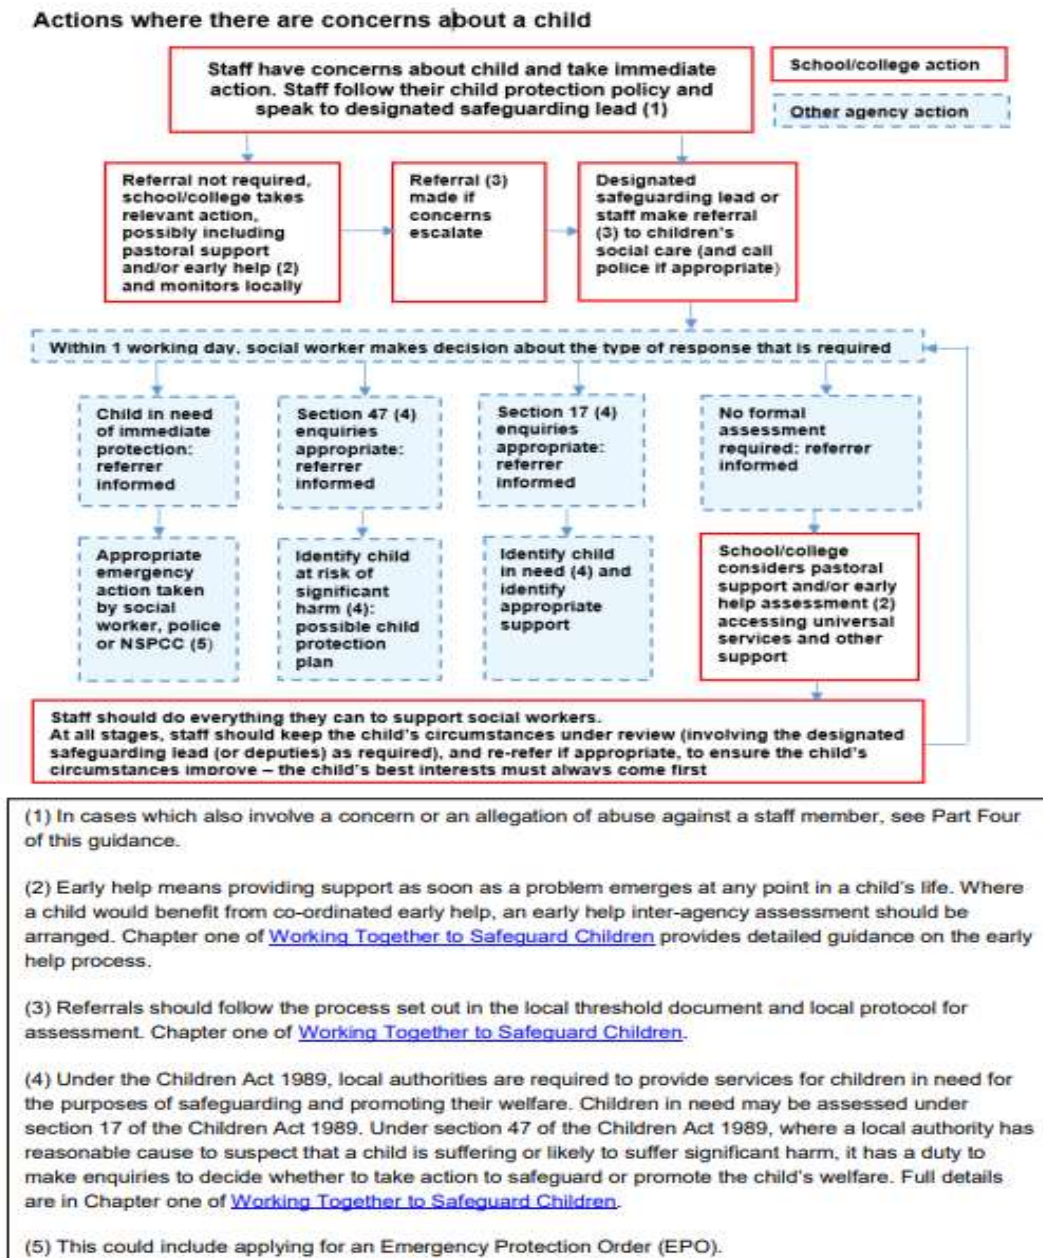 Actions where there are concerns about a child
Staff have concerns about child and take immediate
action. Staff follow their child protection policy and
speak to designated safeguarding lead (1)
School/college action
Other agency action
Referral not required,
school/college takes
relevant action,
possibly including
pastoral support
and/or early help (2)
and monitors locally
Referral (3)
made if
concerns
escalate
Designated
safeguarding lead or
staff make referral
(3) to children's
social care (and call
police if appropriate)
Within 1 working day, social worker makes decision about the type of response that is required
Child in need
of immediate
protection:
referrer
informed
Section 47 (4)
enquiries
appropriate:
referrer
informed
Section 17 (4)
enquiries
appropriate:
referrer
informed
No formal
assessment
required: referrer
informed
Appropriate
emergency
action taken
by social
worker, police
or NSPCC (5)
Identify child
at risk of
significant
harm (4):
possible child
protection
plan
Identify child
in need (4) and
identify
appropriate
support
School/college
considers pastoral
support and/or early
help assessment (2)
accessing universal
services and other
support
Staff should do everything they can to support social workers.
At all stages, staff should keep the child's circumstances under review (involving the designated
safeguarding lead (or deputies) as required), and re-refer if appropriate, to ensure the child's
circumstances improve – the child's best interests must always come first
(1) In cases which also involve a concern or an allegation of abuse against a staff member, see Part Four
of this guidance.
(2) Early help means providing support as soon as a problem emerges at any point in a child's life. Where
a child would benefit from co-ordinated early help, an early help inter-agency assessment should be
arranged. Chapter one of Working Together to Safeguard Children provides detailed guidance on the early
help process.
(3) Referrals should follow the process set out in the local threshold document and local protocol for
assessment. Chapter one of Working Together to Safeguard Children.
(4) Under the Children Act 1989, local authorities are required to provide services for children in need for
the purposes of safeguarding and promoting their welfare. Children in need may be assessed under
section 17 of the Children Act 1989. Under section 47 of the Children Act 1989, where a local authority has
reasonable cause to suspect that a child is suffering or likely to suffer significant harm, it has a duty to
make enquiries to decide whether to take action to safeguard or promote the child's welfare. Full details
are in Chapter one of Working Together to Safeguard Children.
(5) This could include applying for an Emergency Protection Order (EPO).